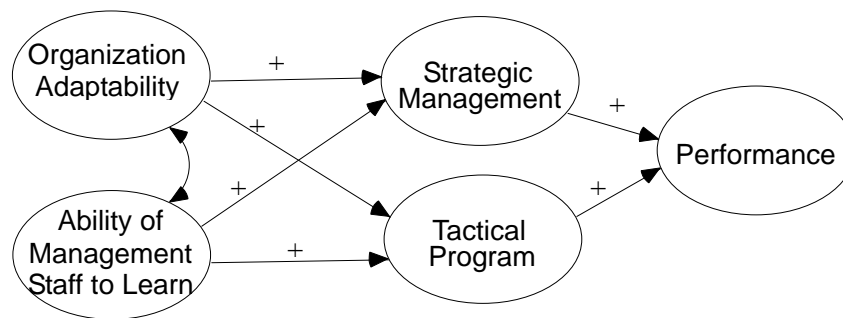 Organization
Adaptability
+
Strategic
Management
+
+
Performance
+
+
Ability of
Management
Staff to Learn
+
Tactical
Program